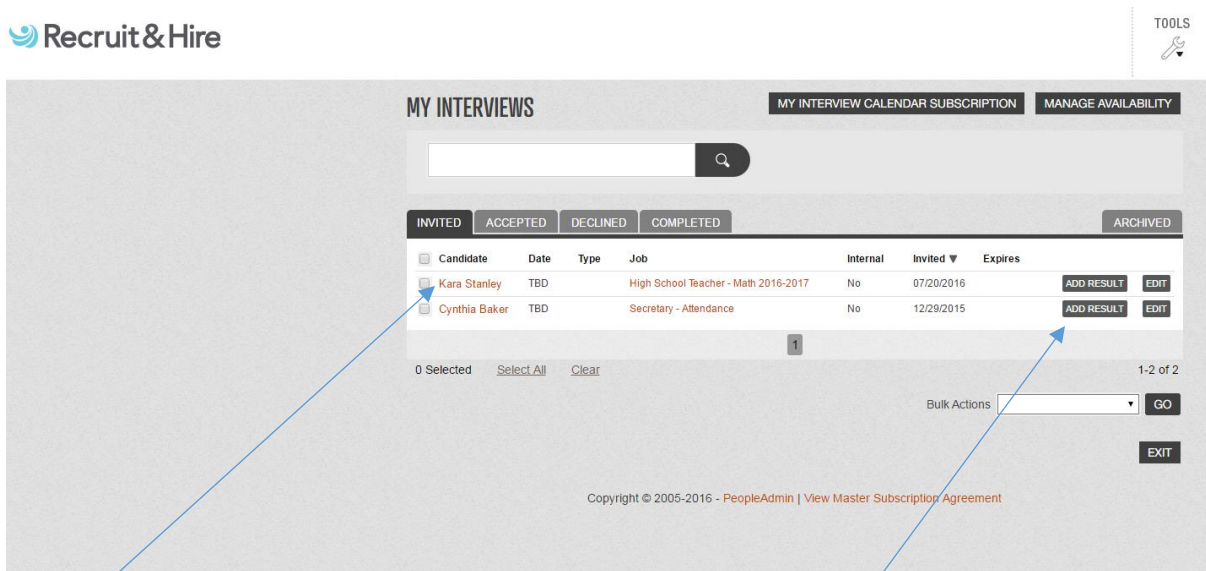 Recruit&Hire
TOOLS
MY INTERVIEWS
MY INTERVIEW CALENDAR SUBSCRIPTION
MANAGE AVAILABILITY
INVITED ACCEPTED DECLINED COMPLETED ARCHIVED
Candidate Date Type Job Internal Invited ▼ Expires
Kara Stanley TBD High School Teacher - Math 2016-2017 No 07/20/2016 ADD RESULT EDIT
Cynthia Baker TBD Secretary - Attendance No 12/29/2015 ADD RESULT EDIT
1
0 Selected Select All Clear 1-2 of 2
Bulk Actions GO
EXIT
Copyright © 2005-2016 - PeopleAdmin | View Master Subscription Agreement